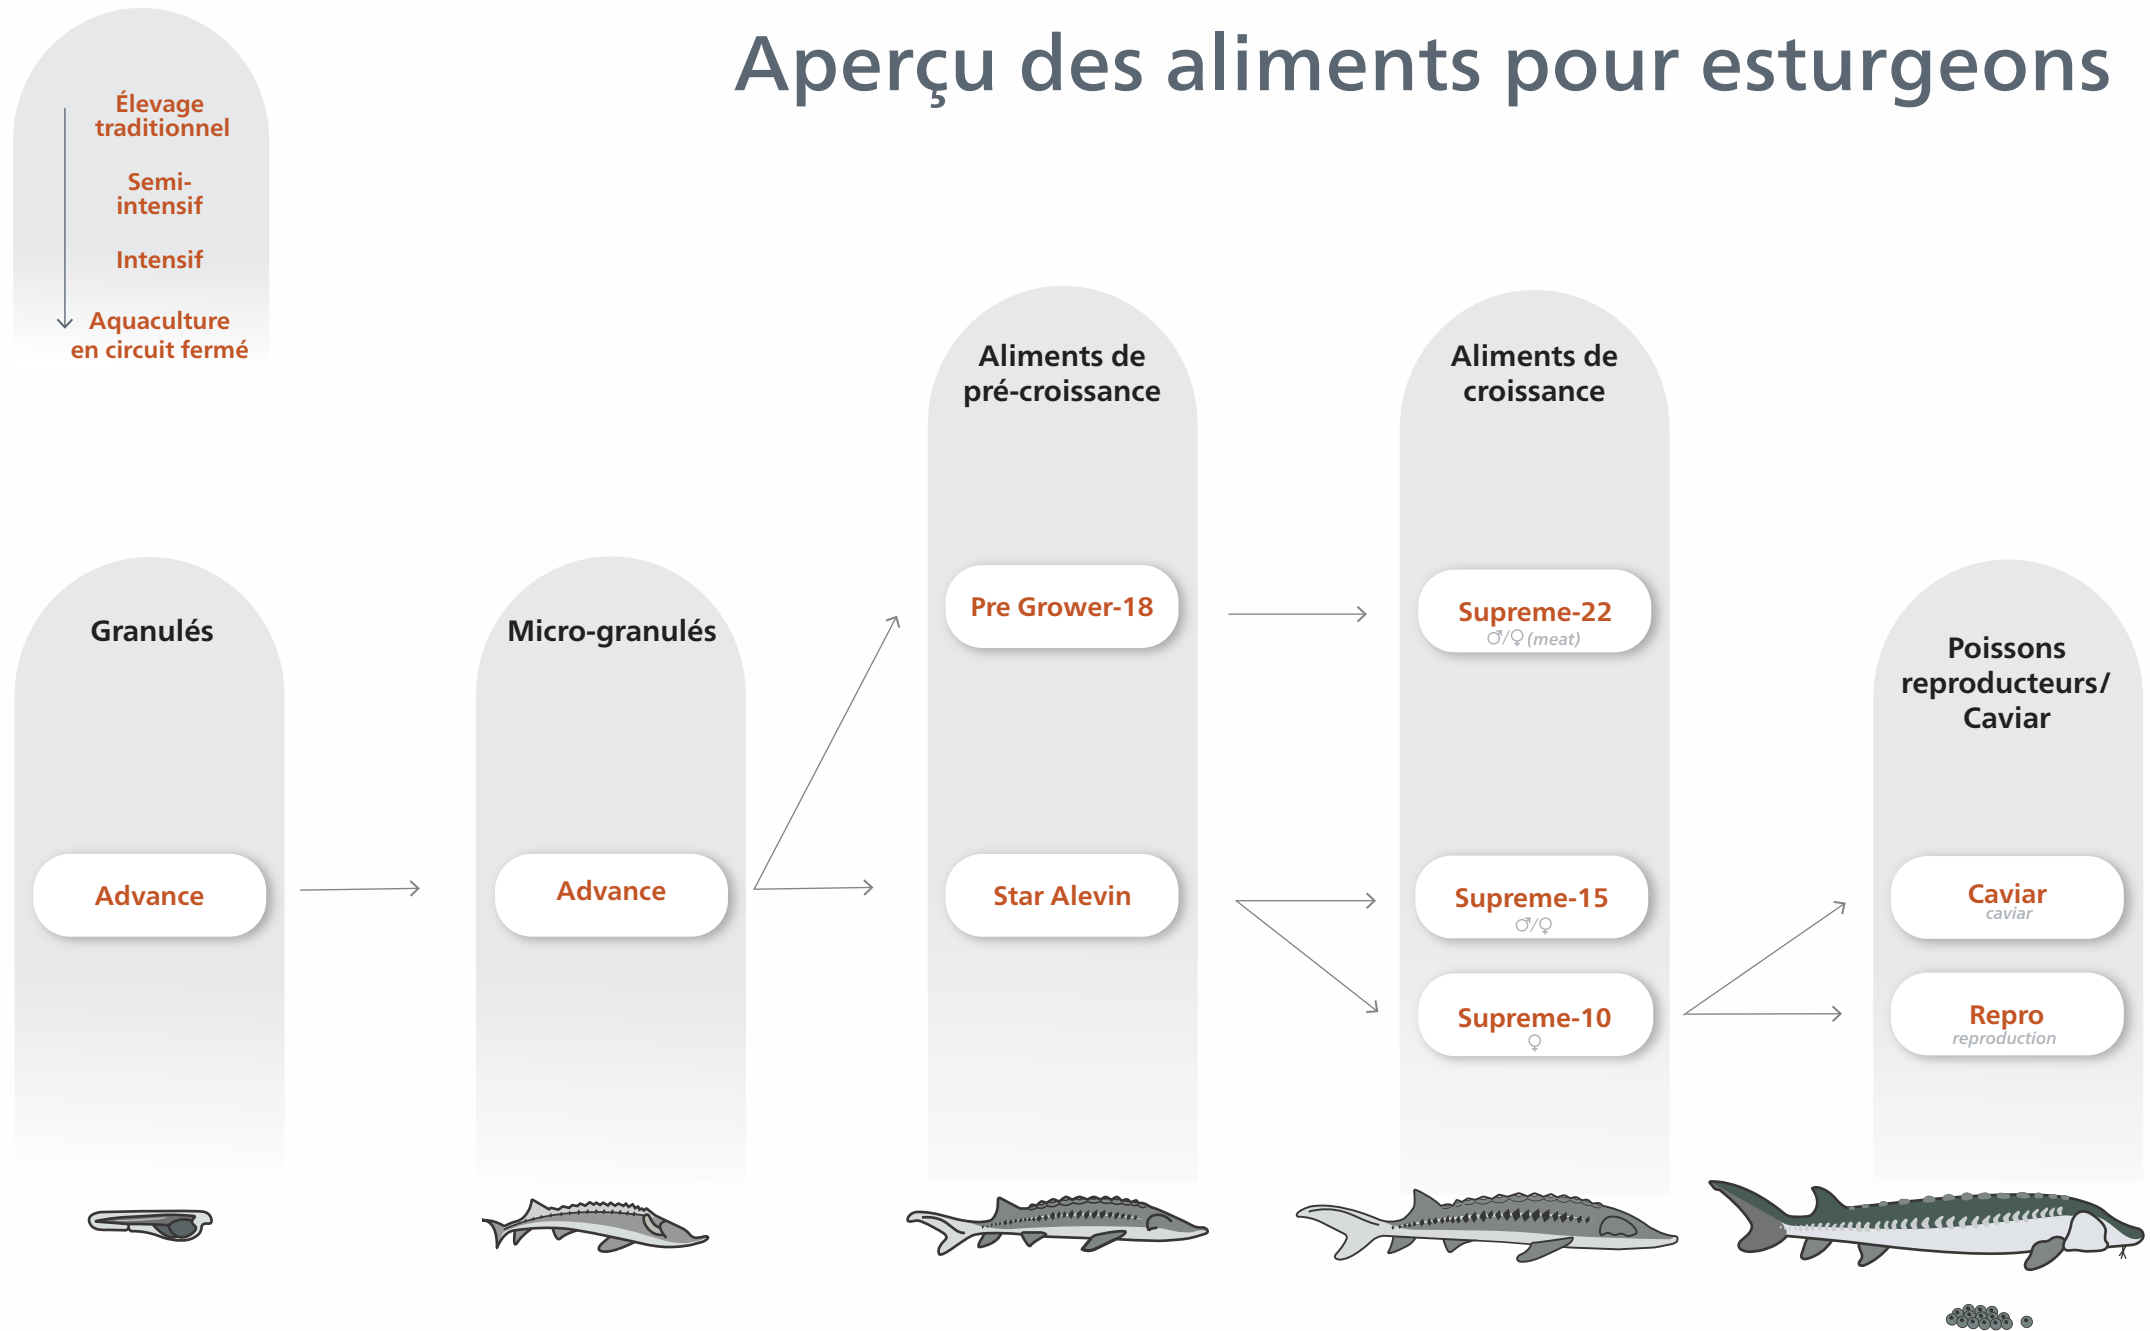 Aperçu des aliments pour esturgeons
Élevage
traditionnel
Semi-
intensif
Intensif
Aquaculture
en circuit fermé
Granulés
Advance
Micro-granulés
Advance
Aliments de
pré-croissance
Pre Grower-18
Star Alevin
Aliments de
croissance
Supreme-22
♂/♀ (meat)
Supreme-15
♂/♀
Supreme-10
♀
Poissons
reproducteurs/
Caviar
Caviar
caviar
Repro
reproduction